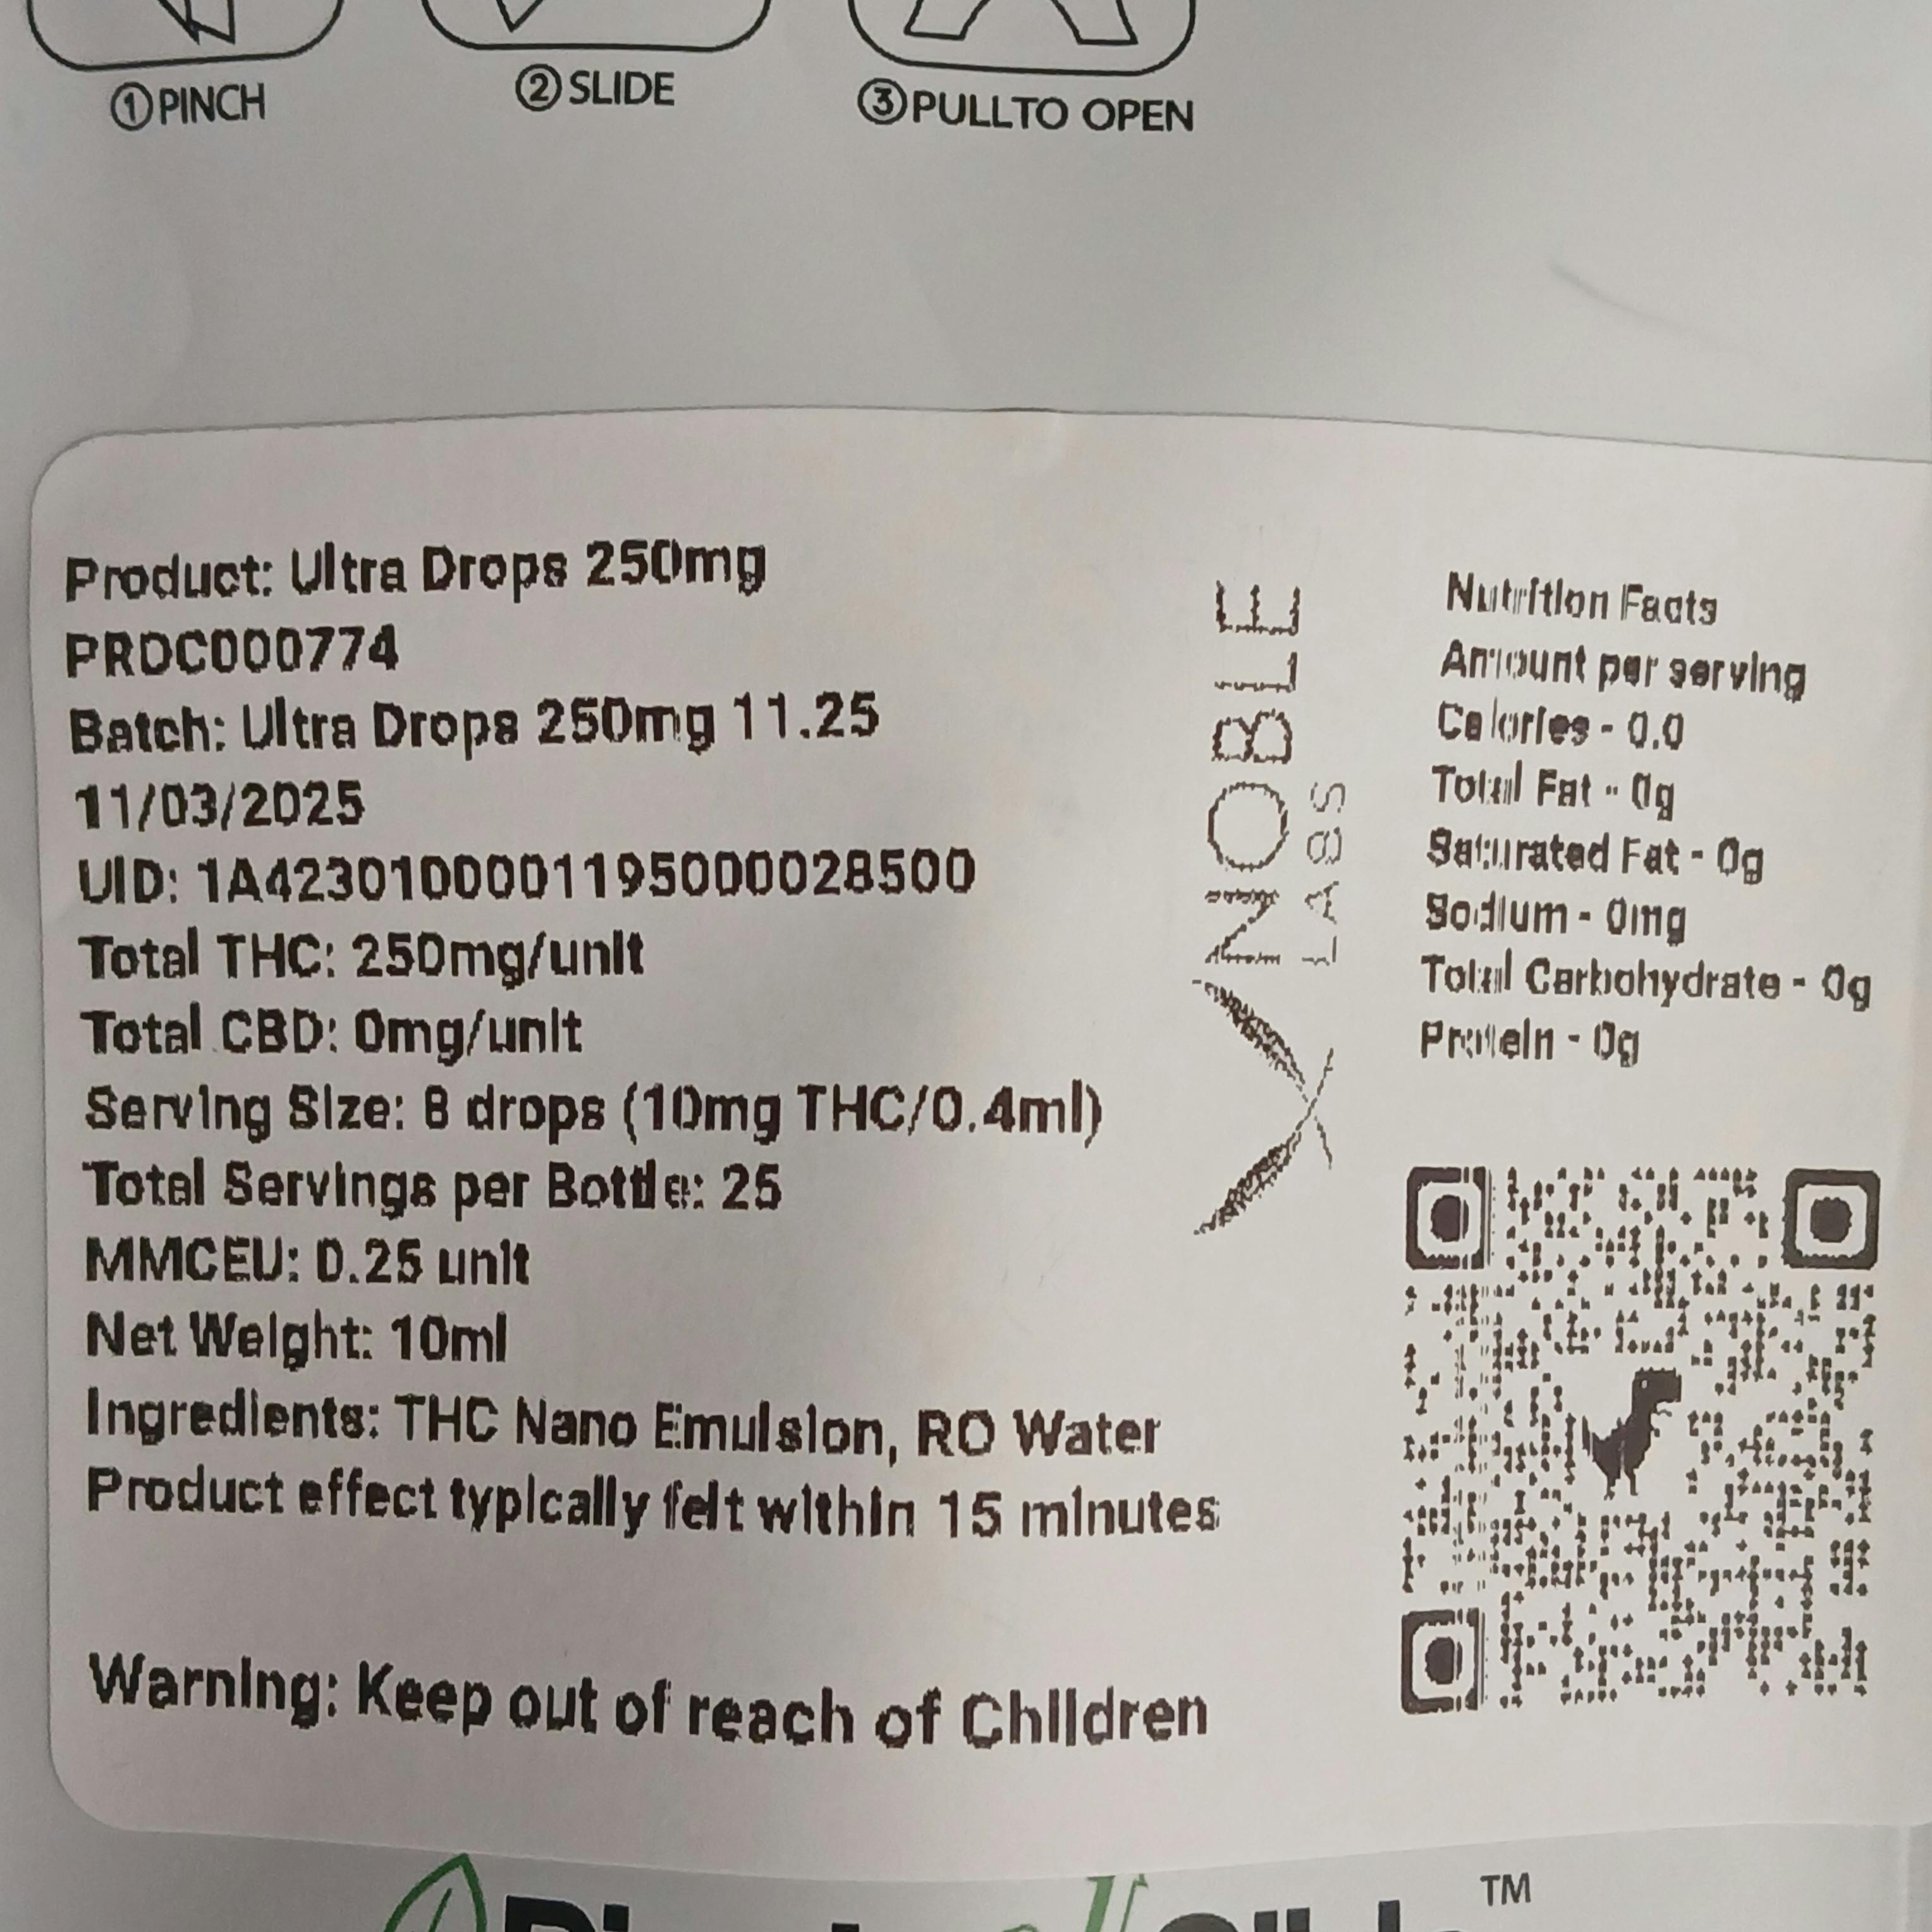 ①PINCH
②SLIDE
③PULLTO OPEN
Product: Ultra Drops 250mg
PRDC000774
Batch: Ultra Drops 250mg 11.25
11/03/2025
UID: 1A4230100001195000028500
Total THC: 250mg/unit
Total CBD: 0mg/unit
Serving Size: 8 drops (10mg THC/0.4ml)
Total Servings per Bottle: 25
MMCEU: 0.25 unit
Net Weight: 10ml
Ingredients: THC Nano Emulsion, RO Water
Product effect typically felt within 15 minutes
Warning: Keep out of reach of Children
NOBLE
LABS
Nutrition Facts
Amount per serving
Calories - 0.0
Total Fat - 0g
Saturated Fat - 0g
Sodium - 0mg
Total Carbohydrate - 0g
Protein - 0g
TM